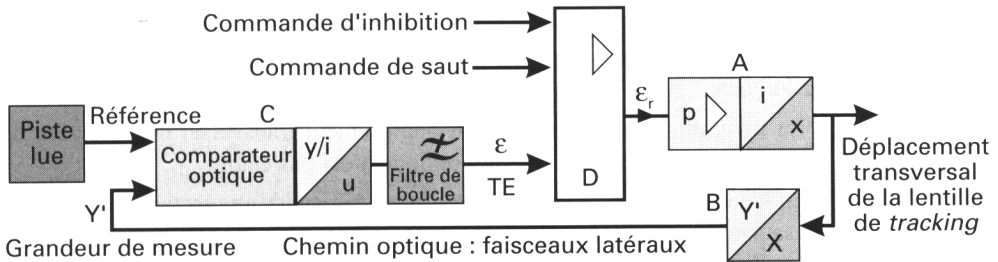 Commande d'inhibition
Commande de saut
Piste
lue
Référence
C
Comparateur
optique
y/i
u
Filtre de
boucle
ε
TE
D
εr
A
p
i
x
Déplacement
transversal
de la lentille
de tracking
B
Y'
X
Y'
Grandeur de mesure
Chemin optique : faisceaux latéraux